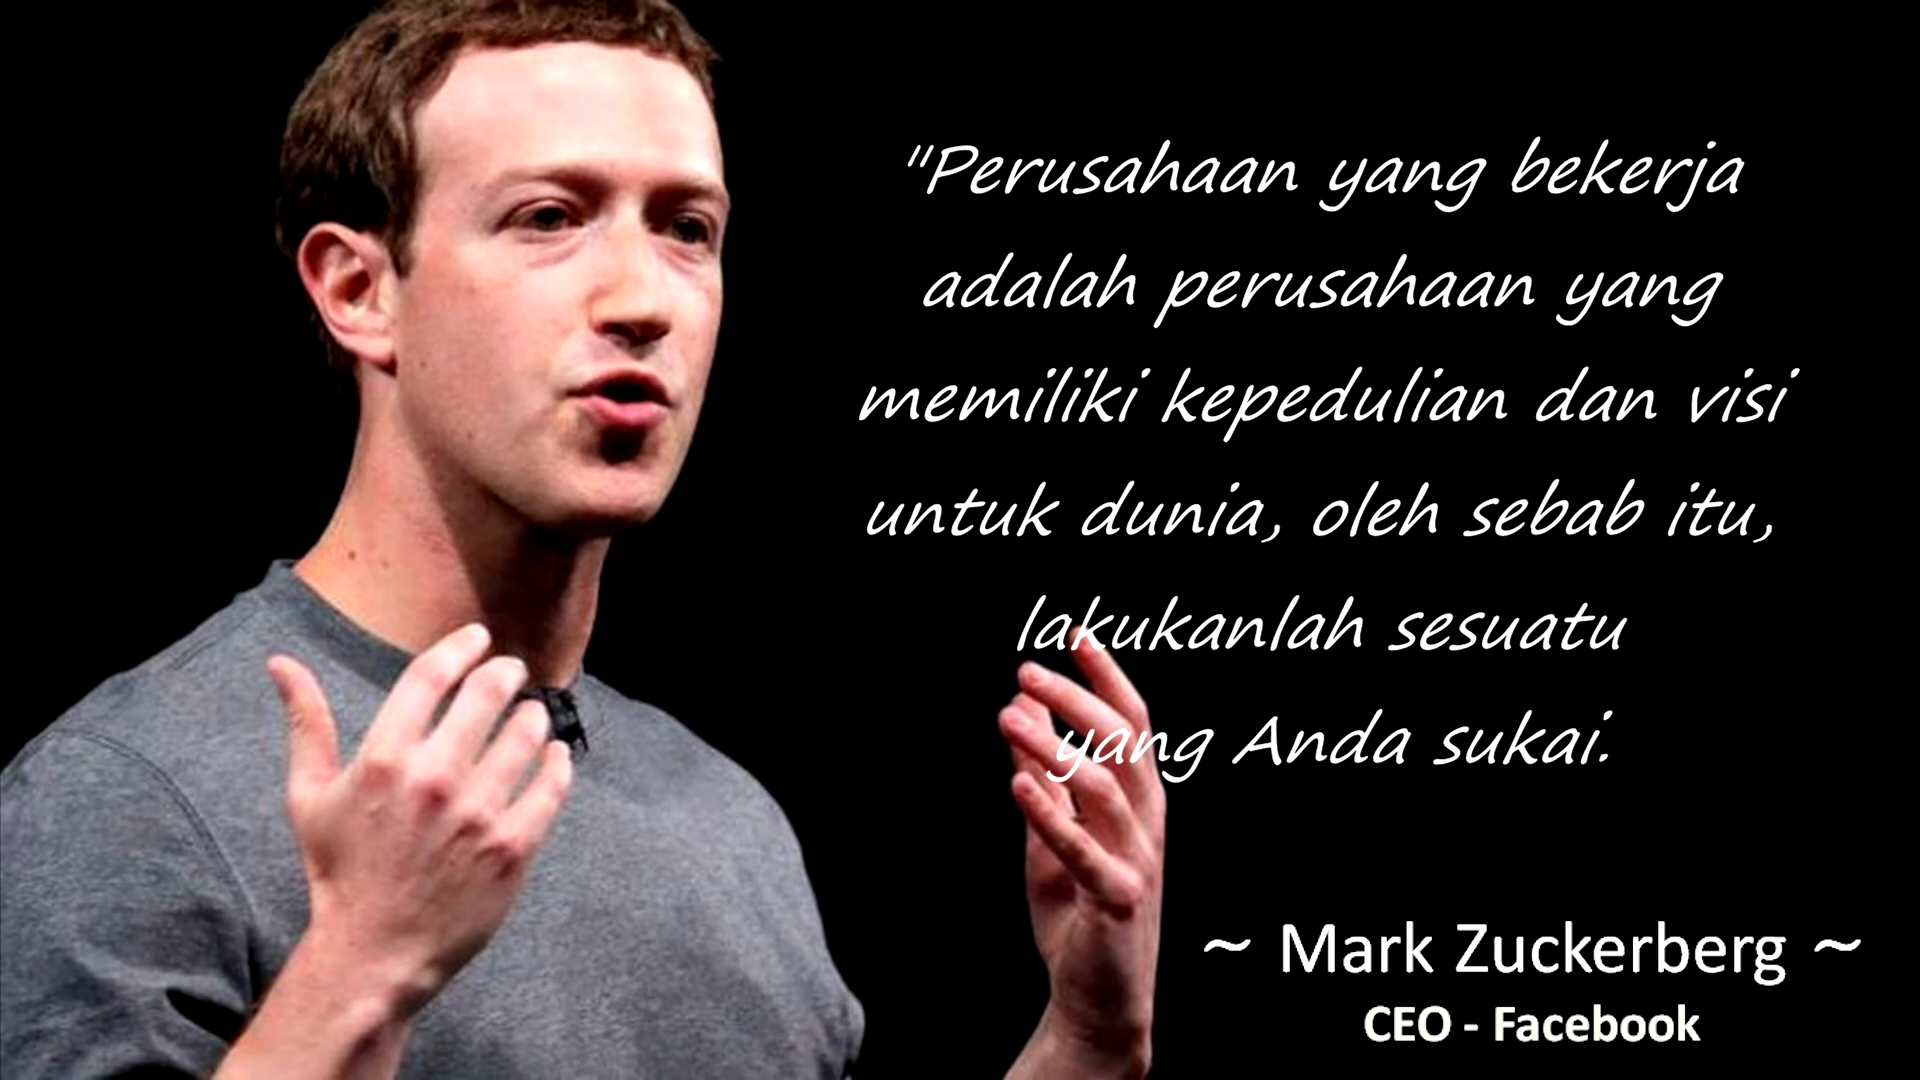 "Perusahaan yang bekerja
adalah perusahaan yang
memiliki kepedulian dan visi
untuk dunia, oleh sebab itu,
lakukanlah sesuatu
yang Anda sukai.
~ Mark Zuckerberg ~
CEO - Facebook